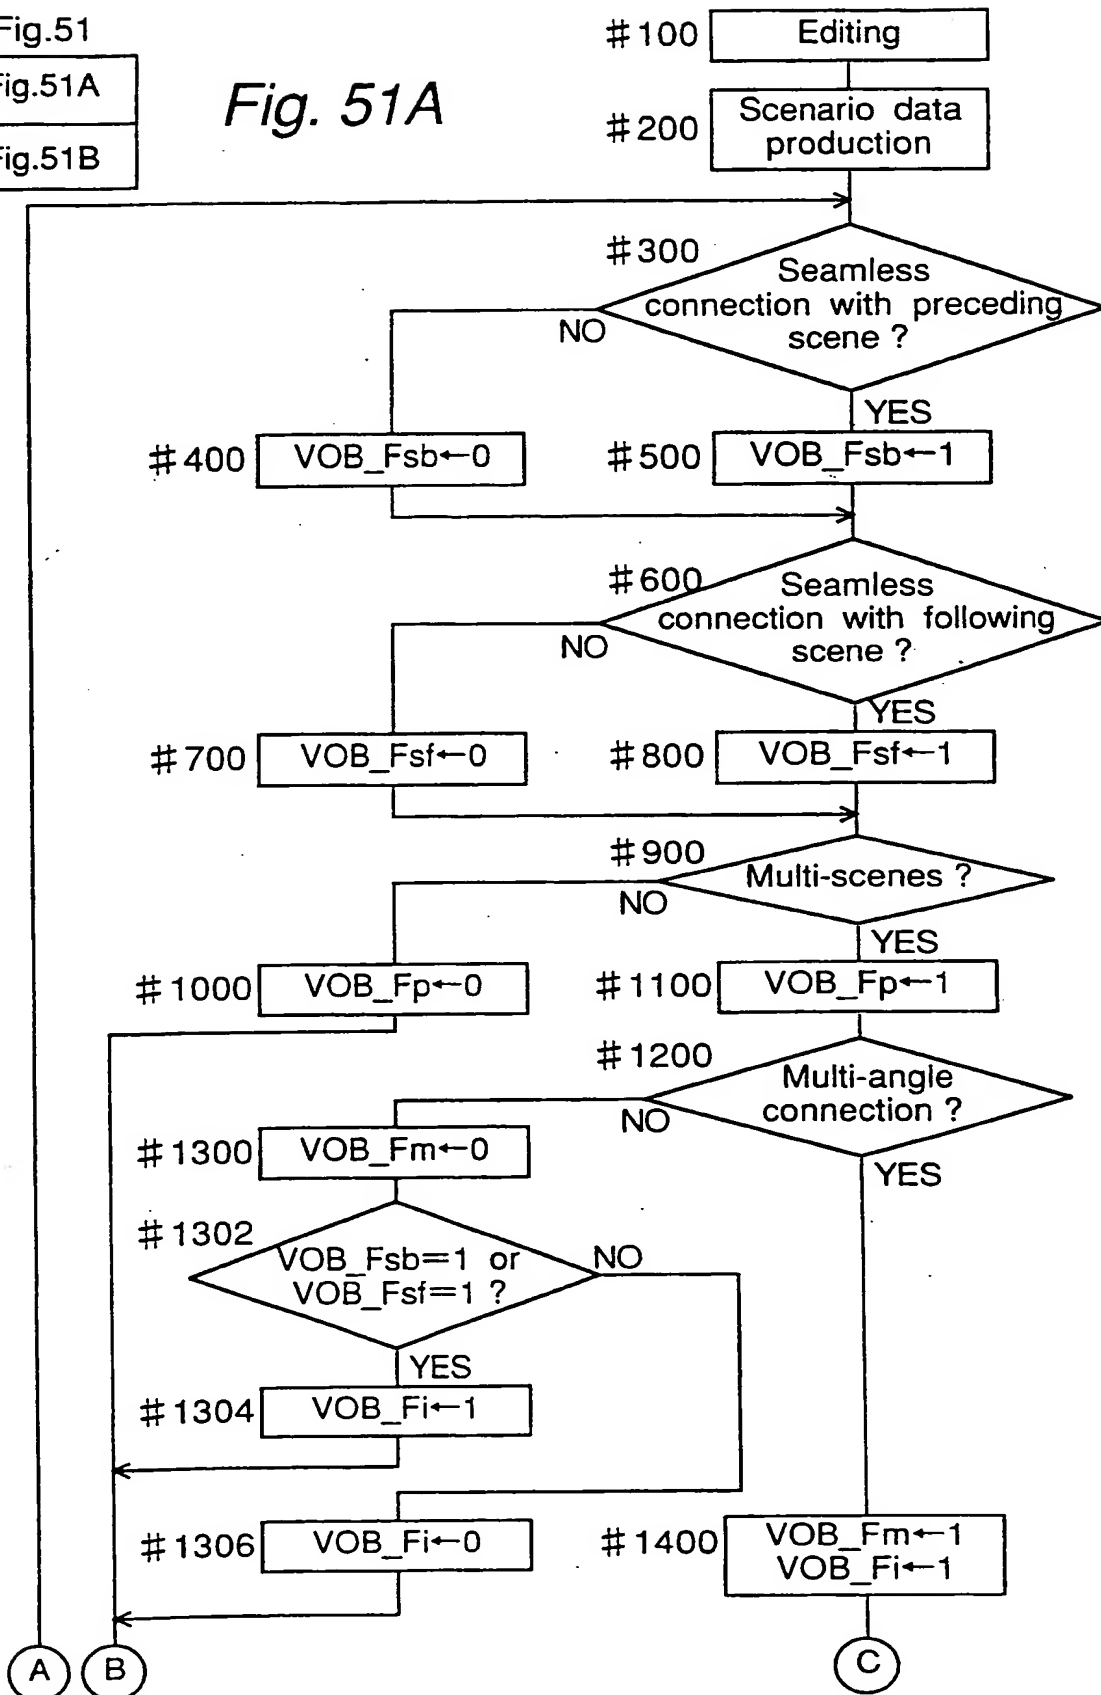 Fig.51
Fig.51A
Fig.51B
Fig. 51A
#100 Editing
#200 Scenario data
production
#300 Seamless
connection with preceding
scene ?
NO
YES
#400 VOB_Fsb←0
#500 VOB_Fsb←1
#600 Seamless
connection with following
scene ?
NO
YES
#700 VOB_Fsf←0
#800 VOB_Fsf←1
#900 Multi-scenes ?
NO
YES
#1000 VOB_Fp←0
#1100 VOB_Fp←1
#1200 Multi-angle
connection ?
NO
YES
#1300 VOB_Fm←0
#1302 VOB_Fsb=1 or
VOB_Fsf=1 ?
NO
YES
#1304 VOB_Fi←1
#1306 VOB_Fi←0
#1400 VOB_Fm←1
VOB_Fi←1
A
B
C